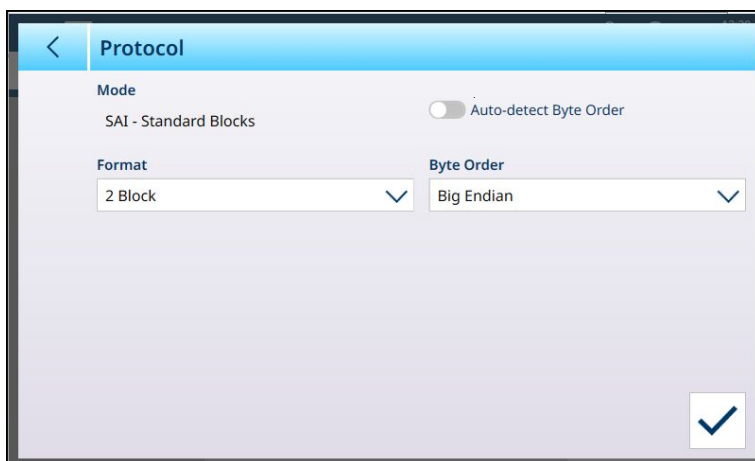 Protocol
Mode
SAI - Standard Blocks
Auto-detect Byte Order
Format
2 Block
Byte Order
Big Endian